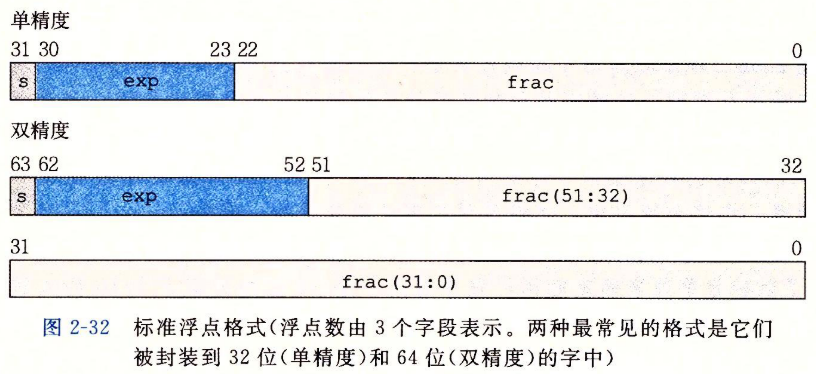 单精度
31 30 23 22 0
s exp frac
双精度
63 62 52 51 32
s exp frac(51:32)
31 0
frac(31:0)
图 2-32 标准浮点格式(浮点数由 3 个字段表示。两种最常见的格式是它们
被封装到 32 位(单精度)和 64 位(双精度)的字中)